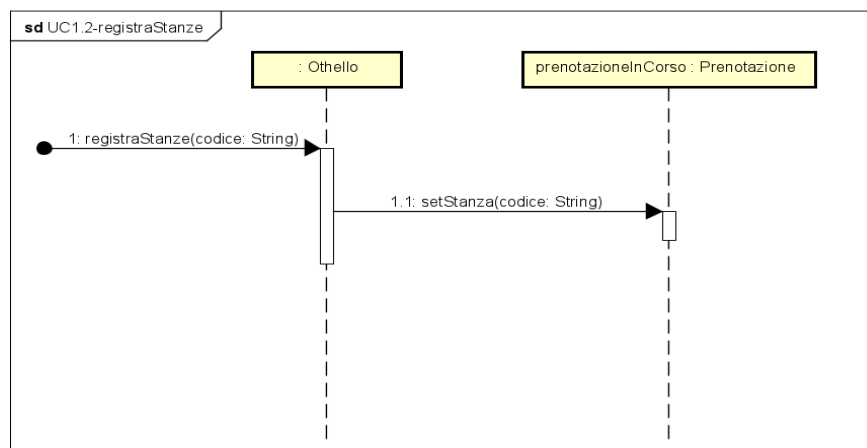 sd UC1.2-registraStanze
: Othello
prenotazioneInCorso : Prenotazione
1: registraStanze(codice: String)
1.1: setStanza(codice: String)